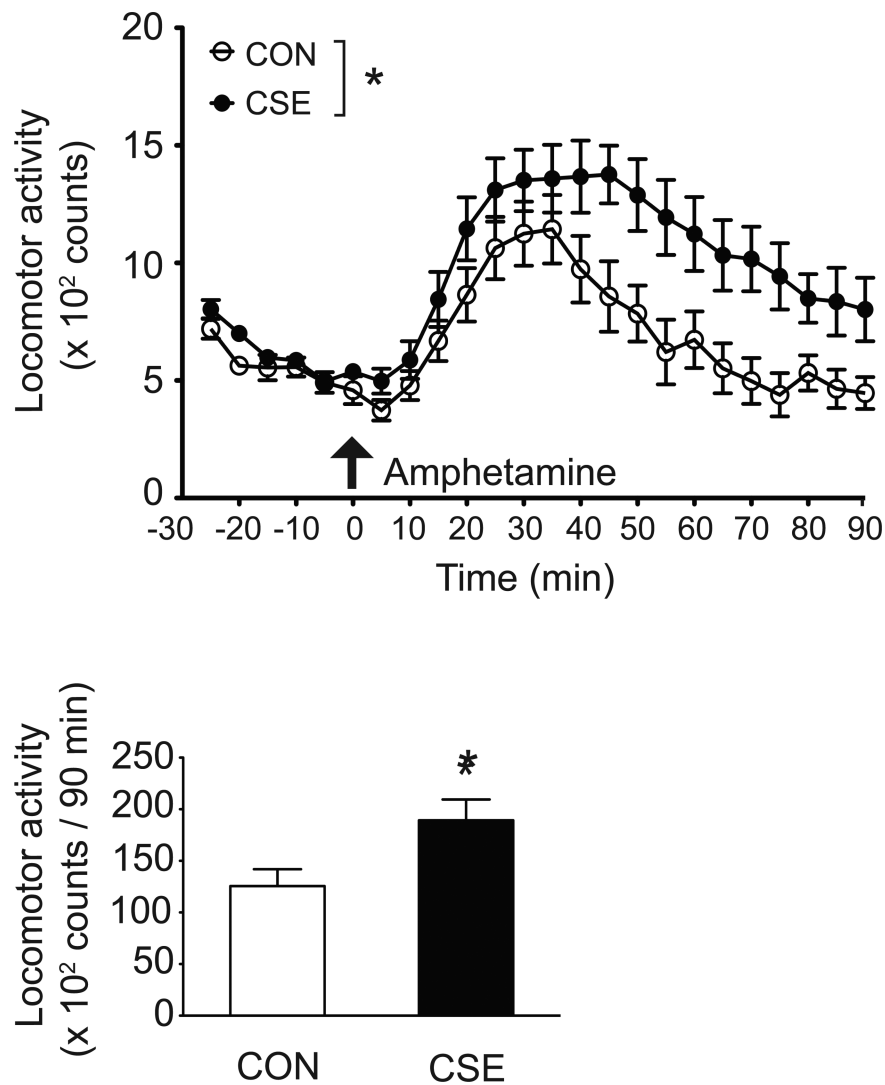 Locomotor activity
(x 10² counts)
20
15
10
5
0
CON
CSE
*
Amphetamine
-30 -20 -10 0 10 20 30 40 50 60 70 80 90
Time (min)
Locomotor activity
(x 10² counts / 90 min)
250
200
150
100
50
0
*
*
CON CSE